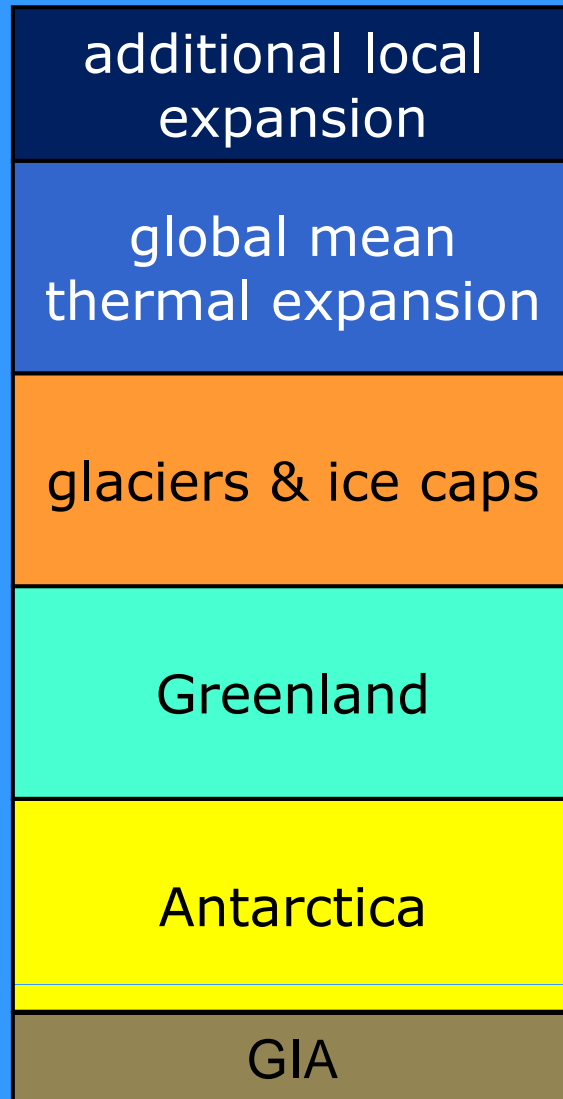 additional local
expansion
global mean
thermal expansion
glaciers & ice caps
Greenland
Antarctica
GIA